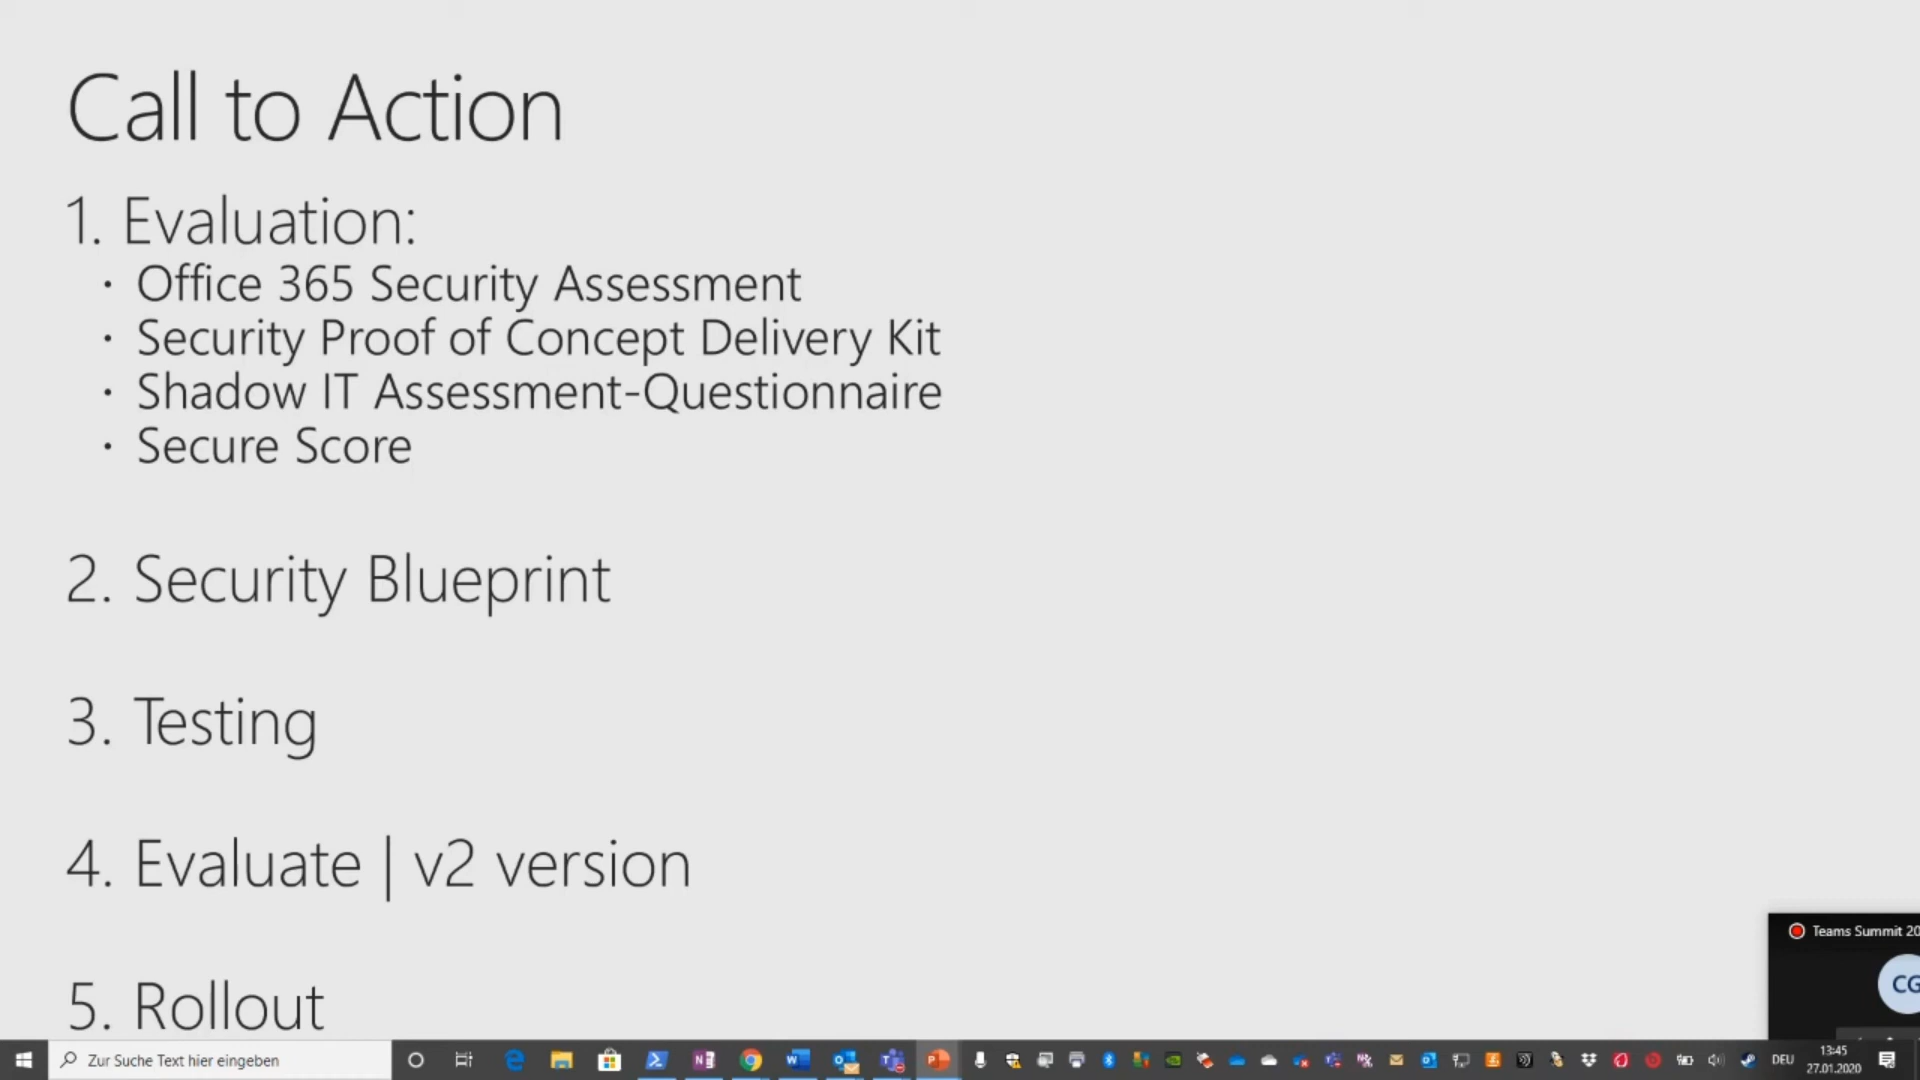 Call to Action
1. Evaluation:
· Office 365 Security Assessment
· Security Proof of Concept Delivery Kit
· Shadow IT Assessment-Questionnaire
· Secure Score
2. Security Blueprint
3. Testing
4. Evaluate | v2 version
5. Rollout
Teams Summit 20
CG
Zur Suche Text hier eingeben
DEU
13:45
27.01.2020